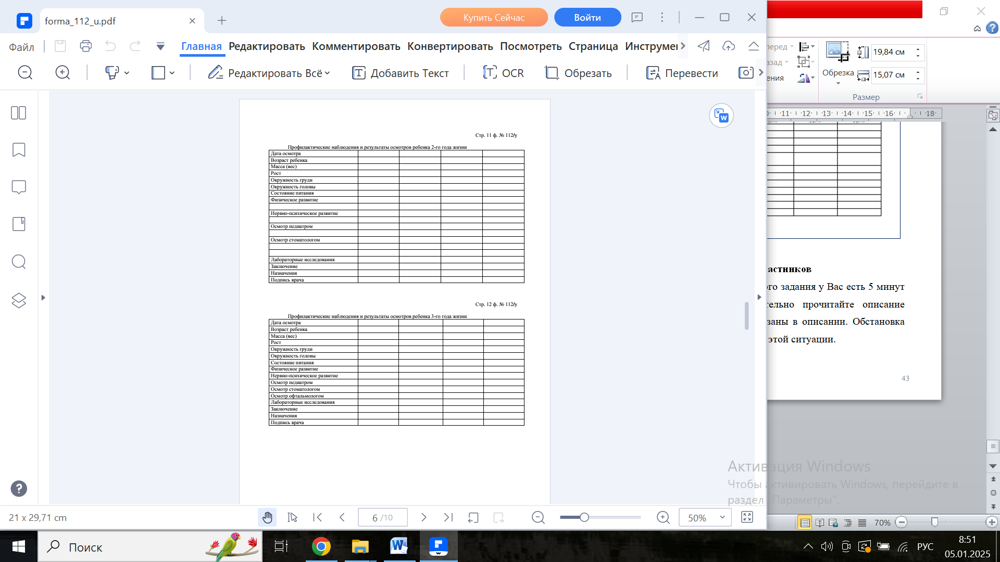 forma_112_u.pdf
Купить Сейчас
Войти
Файл
Главная
Редактировать
Комментировать
Конвертировать
Посмотреть
Страница
Инструмен
Редактировать Всё
Добавить Текст
OCR
Обрезать
Перевести
Стр. 11 ф. № 112/у
Профилактические наблюдения и результаты осмотров ребенка 2-го года жизни
Дата осмотра
Возраст ребенка
Масса (вес)
Рост
Окружность груди
Окружность головы
Состояние питания
Физическое развитие
Нервно-психическое развитие
Осмотр педиатром
Осмотр стоматологом
Лабораторные исследования
Заключение
Назначения
Подпись врача
Стр. 12 ф. № 112/у
Профилактические наблюдения и результаты осмотров ребенка 3-го года жизни
Дата осмотра
Возраст ребенка
Масса (вес)
Рост
Окружность груди
Окружность головы
Состояние питания
Физическое развитие
Нервно-психическое развитие
Осмотр педиатром
Осмотр стоматологом
Осмотр офтальмологом
Лабораторные исследования
Заключение
Назначения
Подпись врача
21 x 29,71 cm
6 /10
50%
перед
азад
ения
Обрезка
19,84 см
15,07 см
Размер
11 12 13 14 15 16 18
астников
ого задания у Вас есть 5 минут
тельно прочитайте описание
заны в описании. Обстановка
этой ситуации.
43
Активация Windows
Чтобы активировать Windows, перейдите в
раздел "Параметры".
70%
Поиск
РУС
8:51
05.01.2025